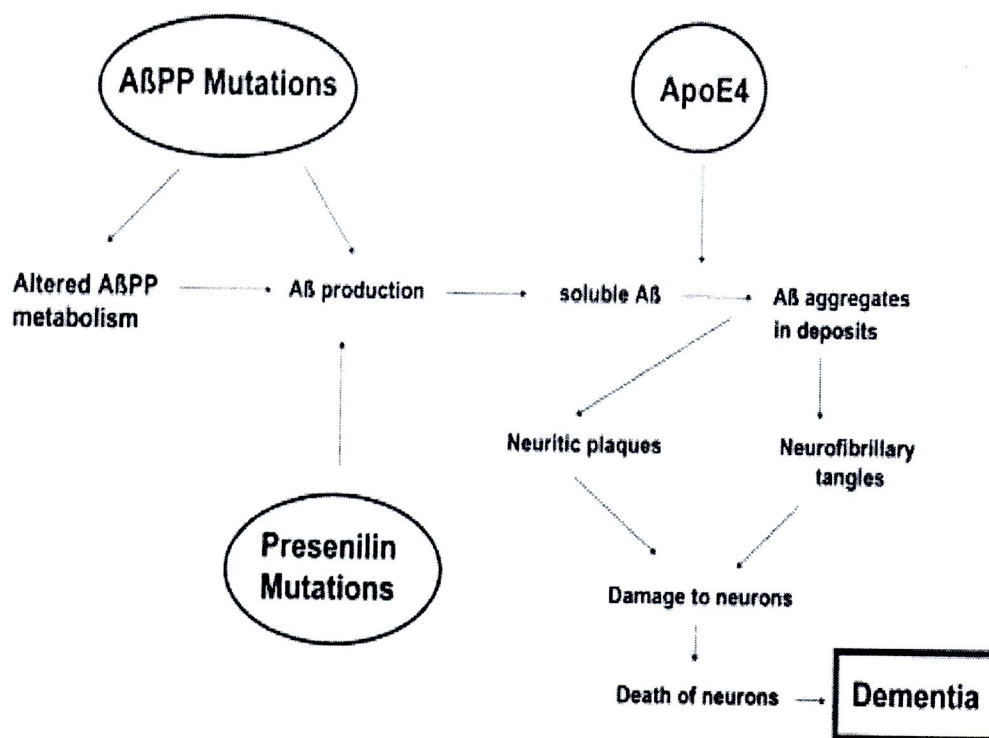 AßPP Mutations
ApoE4
Altered AßPP
metabolism
Aß production
soluble Aß
Aß aggregates
in deposits
Neuritic plaques
Neurofibrillary
tangles
Presenilin
Mutations
Damage to neurons
Death of neurons
Dementia